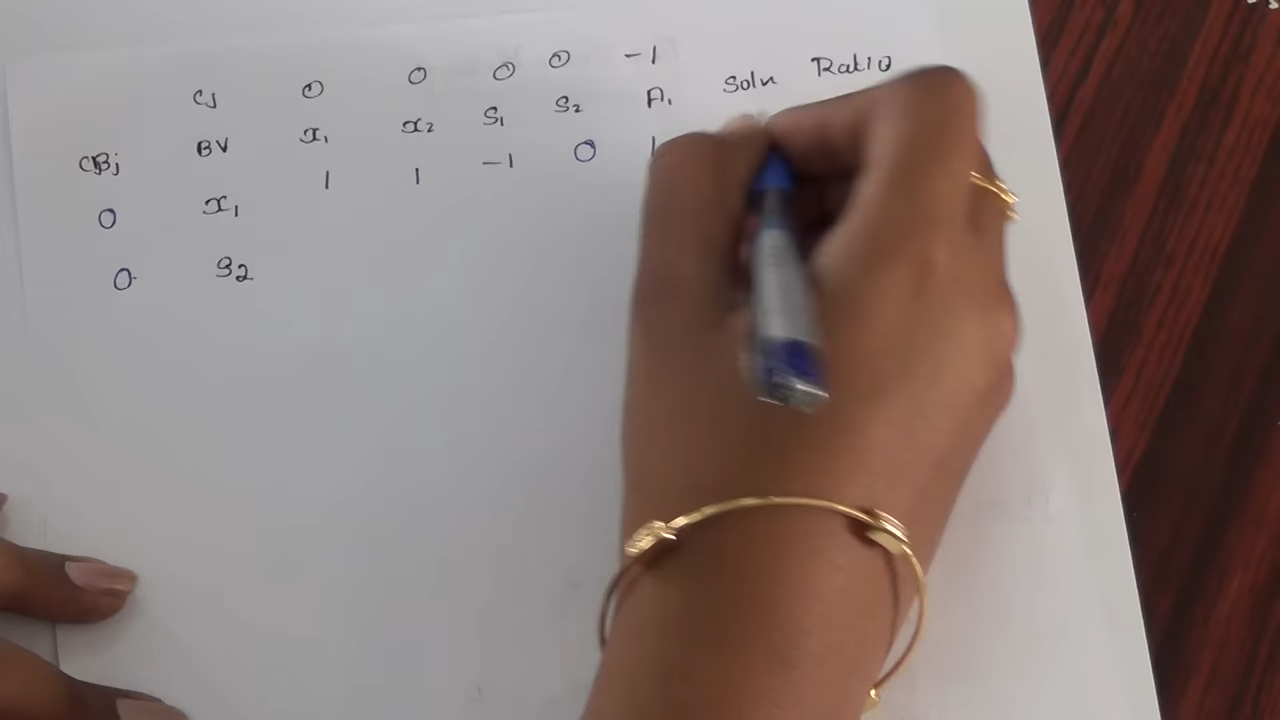 Cj 0 0 0 0 -1
CBj BV x₁ x₂ S₁ S₂ A₁ Soln Ratio
0 x₁ 1 1 -1 0 1
0 S₂